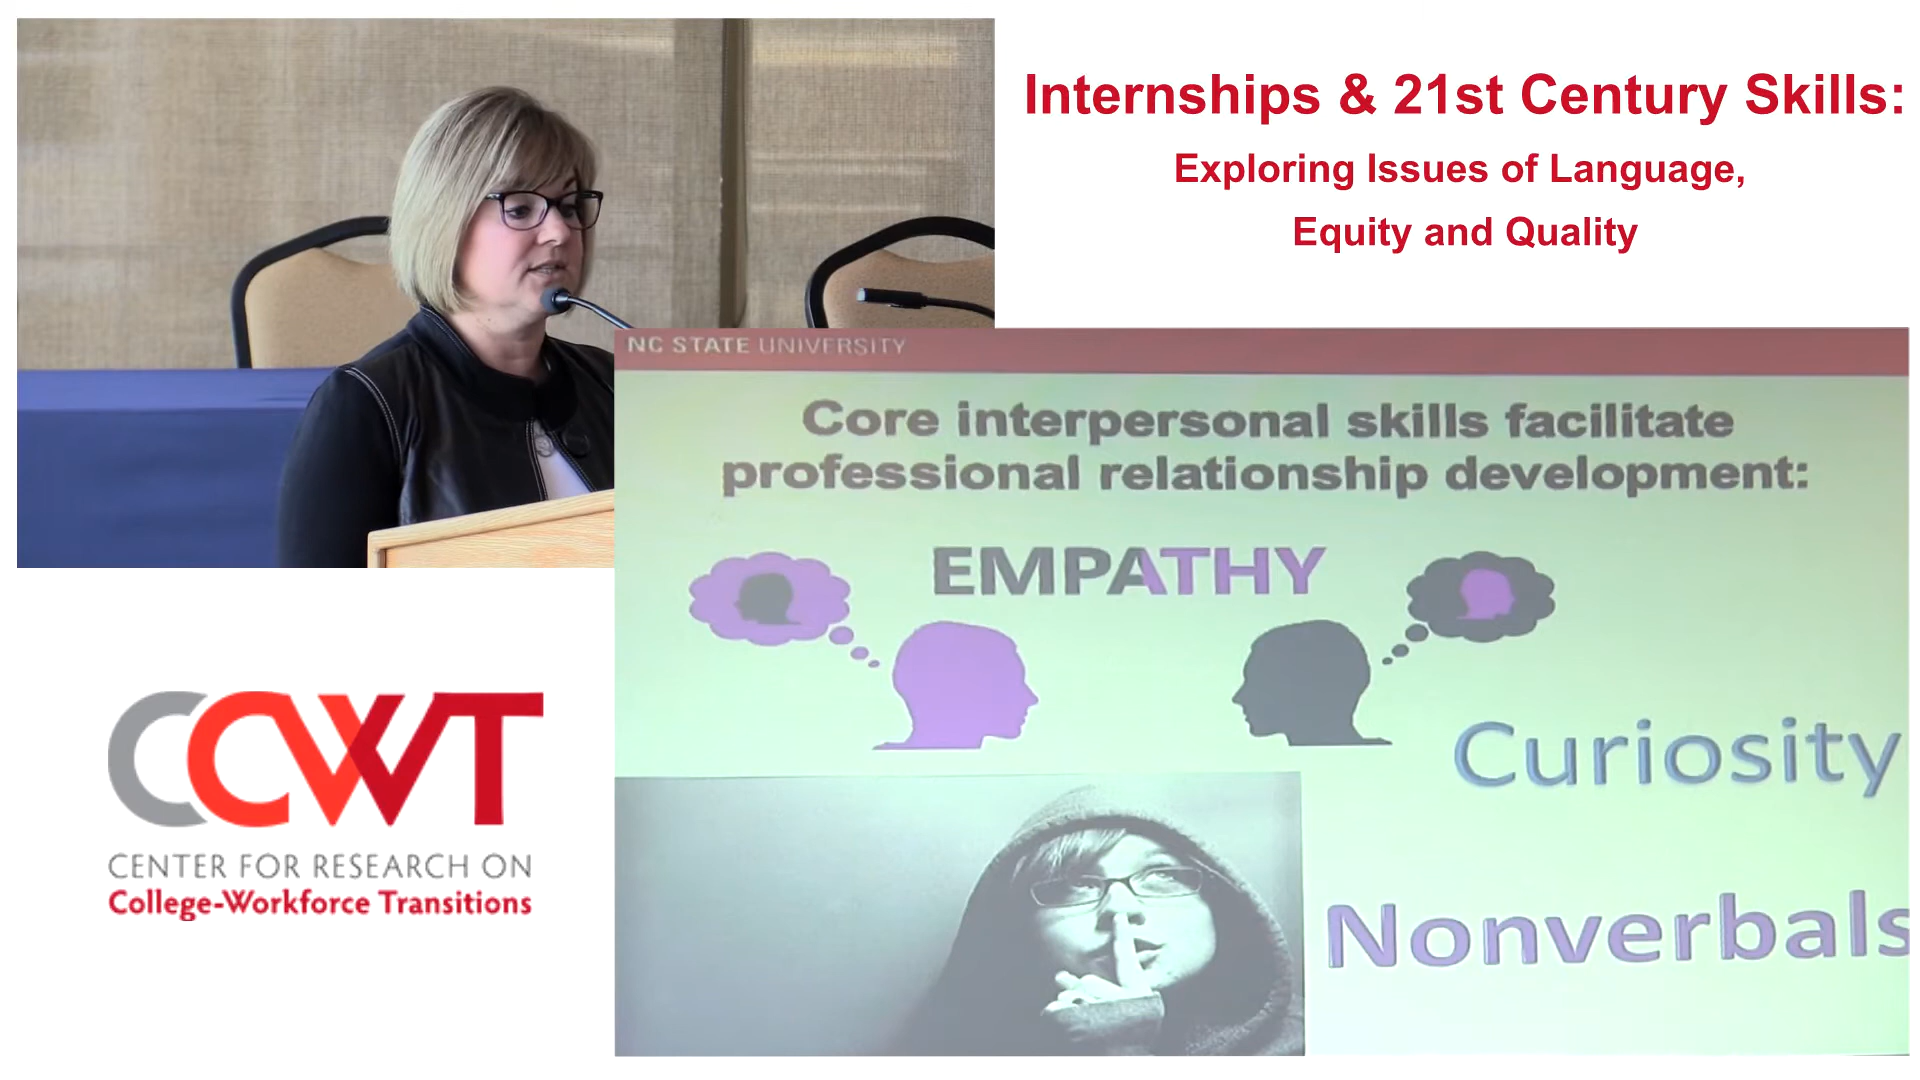 Internships & 21st Century Skills:
Exploring Issues of Language,
Equity and Quality
NC STATE UNIVERSITY
Core interpersonal skills facilitate
professional relationship development:
EMPATHY
Curiosity
Nonverbals
CCWT
CENTER FOR RESEARCH ON
College-Workforce Transitions